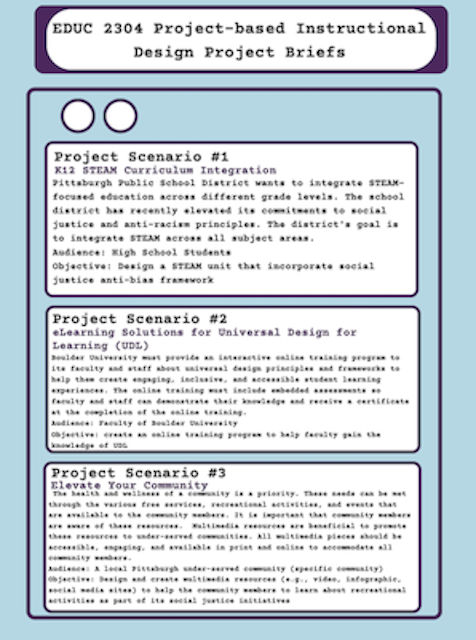 EDUC 2304 Project-based Instructional
Design Project Briefs
Project Scenario #1
K12 STEAM Curriculum Integration
Pittsburgh Public School District wants to integrate STEAM-
focused education across different grade levels. The school
district has recently elevated its commitments to social
justice and anti-racism principles. The district's goal is
to integrate STEAM across all subject areas.
Audience: High School Students
Objective: Design a STEAM unit that incorporate social
justice anti-bias framework
Project Scenario #2
eLearning Solutions for Universal Design for
Learning (UDL)
Boulder University must provide an interactive online training program to
its faculty and staff about universal design principles and frameworks to
help them create engaging, inclusive, and accessible student learning
experiences. The online training must include embedded assessments so
faculty and staff can demonstrate their knowledge and receive a certificate
at the completion of the online training.
Audience: Faculty of Boulder University
Objective: create an online training program to help faculty gain the
knowledge of UDL
Project Scenario #3
Elevate Your Community
The health and wellness of a community is a priority. These needs can be met
through the various free services, recreational activities, and events that
are available to the community members. It is important that community members
are aware of these resources. Multimedia resources are beneficial to promote
these resources to under-served communities. All multimedia pieces should be
accessible, engaging, and available in print and online to accommodate all
community members.
Audience: A local Pittsburgh under-served community (specific community)
Objective: Design and create multimedia resources (e.g., video, infographic,
social media sites) to help the community members to learn about recreational
activities as part of its social justice initiatives